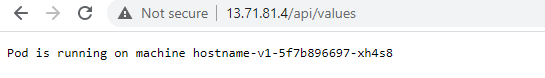 Not secure | 13.71.81.4/api/values
Pod is running on machine hostname-v1-5f7b896697-xh4s8